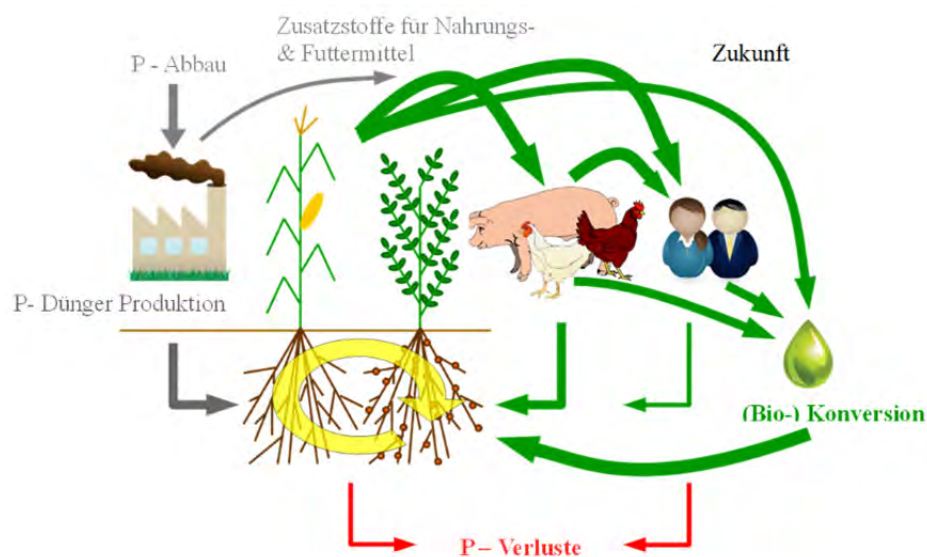 Zusatzstoffe für Nahrungs-
& Futtermittel
Zukunft
P - Abbau
P- Dünger Produktion
(Bio-) Konversion
P – Verluste